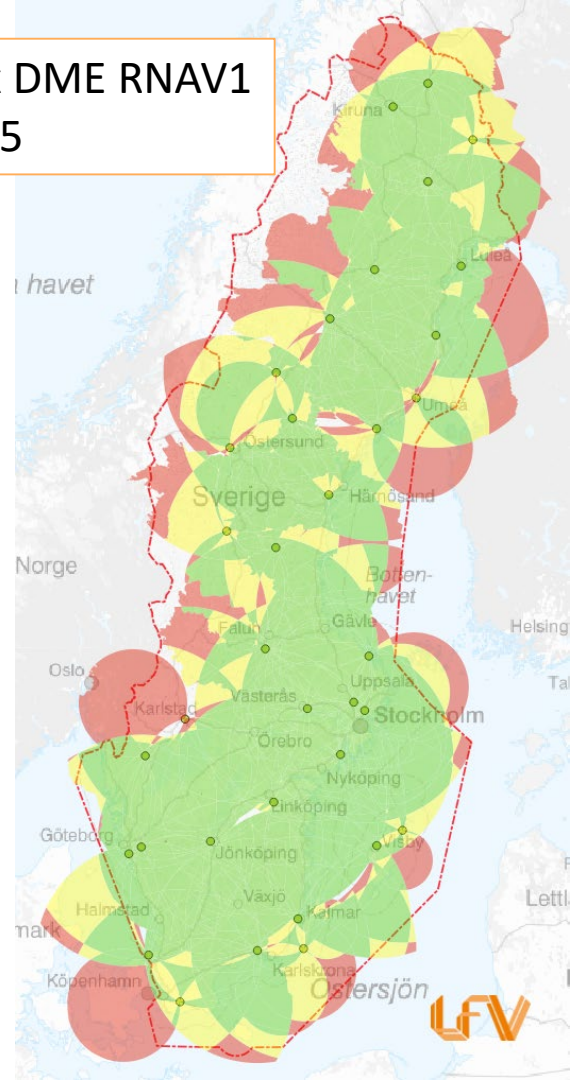 DME RNAV1
5
Kiruna
Luleå
havet
Umeå
Östersund
Sverige
Härnösand
Norge
Botten-
havet
Falun
Gävle
Helsing
Oslo
Uppsala
Västerås
Karlstad
Stockholm
Örebro
Nyköping
Linköping
Göteborg
Visby
Jönköping
Växjö
Halmstad
Kalmar
Lettl
mark
Karlskrona
Köpenhamn
Östersjön
LFV